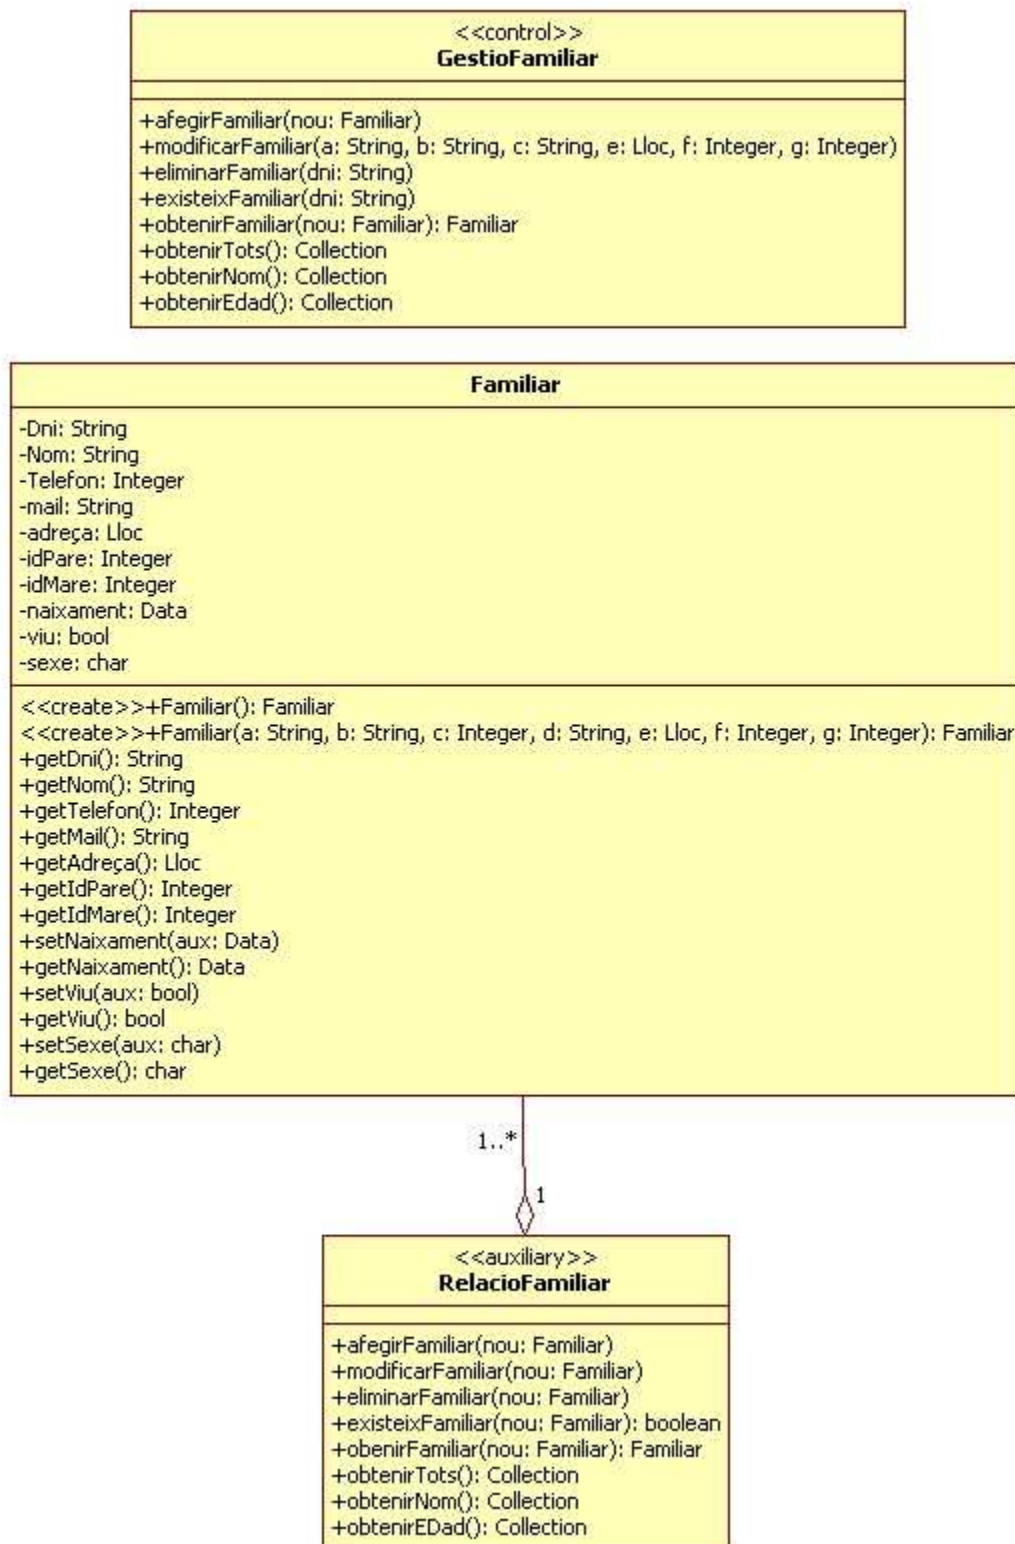 <<control>>
GestioFamiliar
+afegirFamiliar(nou: Familiar)
+modificarFamiliar(a: String, b: String, c: String, e: Lloc, f: Integer, g: Integer)
+eliminarFamiliar(dni: String)
+existeixFamiliar(dni: String)
+obtenirFamiliar(nou: Familiar): Familiar
+obtenirTots(): Collection
+obtenirNom(): Collection
+obtenirEdad(): Collection
Familiar
-Dni: String
-Nom: String
-Telefon: Integer
-mail: String
-adreça: Lloc
-idPare: Integer
-idMare: Integer
-naixament: Data
-viu: bool
-sexe: char
<<create>>+Familiar(): Familiar
<<create>>+Familiar(a: String, b: String, c: Integer, d: String, e: Lloc, f: Integer, g: Integer): Familiar
+getDni(): String
+getNom(): String
+getTelefon(): Integer
+getMail(): String
+getAdreça(): Lloc
+getIdPare(): Integer
+getIdMare(): Integer
+setNaixament(aux: Data)
+getNaixament(): Data
+setViu(aux: bool)
+getViu(): bool
+setSexe(aux: char)
+getSexe(): char
1..*
1
<<auxiliary>>
RelacioFamiliar
+afegirFamiliar(nou: Familiar)
+modificarFamiliar(nou: Familiar)
+eliminarFamiliar(nou: Familiar)
+existeixFamiliar(nou: Familiar): boolean
+obenirFamiliar(nou: Familiar): Familiar
+obtenirTots(): Collection
+obtenirNom(): Collection
+obtenirEDad(): Collection